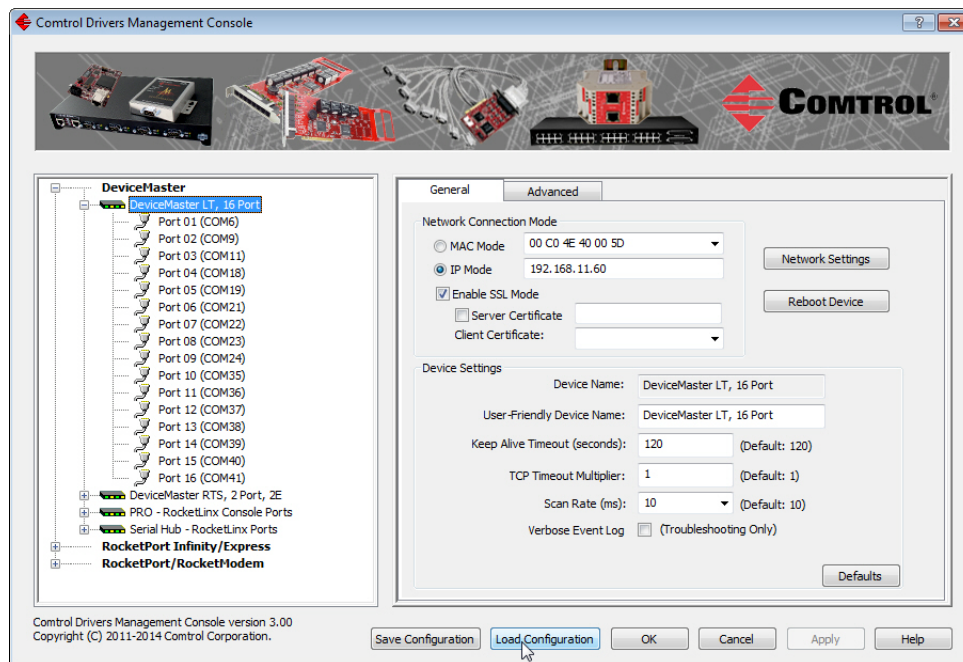 Comtrol Drivers Management Console
COMTROL
DeviceMaster
DeviceMaster LT, 16 Port
Port 01 (COM6)
Port 02 (COM9)
Port 03 (COM11)
Port 04 (COM18)
Port 05 (COM19)
Port 06 (COM21)
Port 07 (COM22)
Port 08 (COM23)
Port 09 (COM24)
Port 10 (COM35)
Port 11 (COM36)
Port 12 (COM37)
Port 13 (COM38)
Port 14 (COM39)
Port 15 (COM40)
Port 16 (COM41)
DeviceMaster RTS, 2 Port, 2E
PRO - RocketLinx Console Ports
Serial Hub - RocketLinx Ports
RocketPort Infinity/Express
RocketPort/RocketModem
General Advanced
Network Connection Mode
MAC Mode 00 C0 4E 40 00 5D
IP Mode 192.168.11.60
Enable SSL Mode
Server Certificate
Client Certificate:
Network Settings
Reboot Device
Device Settings
Device Name: DeviceMaster LT, 16 Port
User-Friendly Device Name: DeviceMaster LT, 16 Port
Keep Alive Timeout (seconds): 120 (Default: 120)
TCP Timeout Multiplier: 1 (Default: 1)
Scan Rate (ms): 10 (Default: 10)
Verbose Event Log (Troubleshooting Only)
Defaults
Comtrol Drivers Management Console version 3.00
Copyright (C) 2011-2014 Comtrol Corporation.
Save Configuration Load Configuration OK Cancel Apply Help